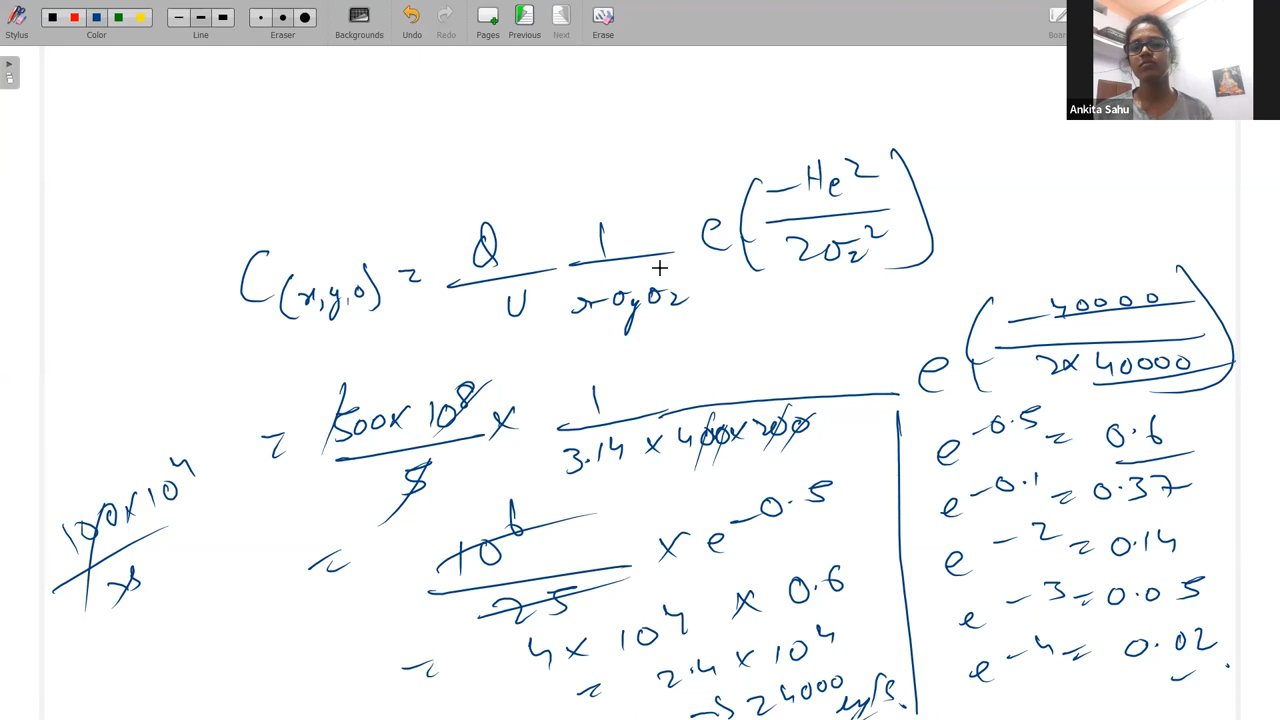 Stylus Color Line Eraser Backgrounds Undo Redo Pages Previous Next Erase
Ankita Sahu
C(x,y,0) = Q/U 1/πσyσz e(-He²/2σz²)
= 500 x 10⁸/5 x 1/3.14 x 400 x 200
100 x 10⁴/25
= 10⁶/25 x e-0.5
= 4 x 10⁴ x 0.6
= 2.4 x 10⁴
→ 24000
e(-40000/2x 40000)
e-0.5 = 0.6
e-0.1 = 0.37
e-2 = 0.14
e-3 = 0.05
e-4 = 0.02